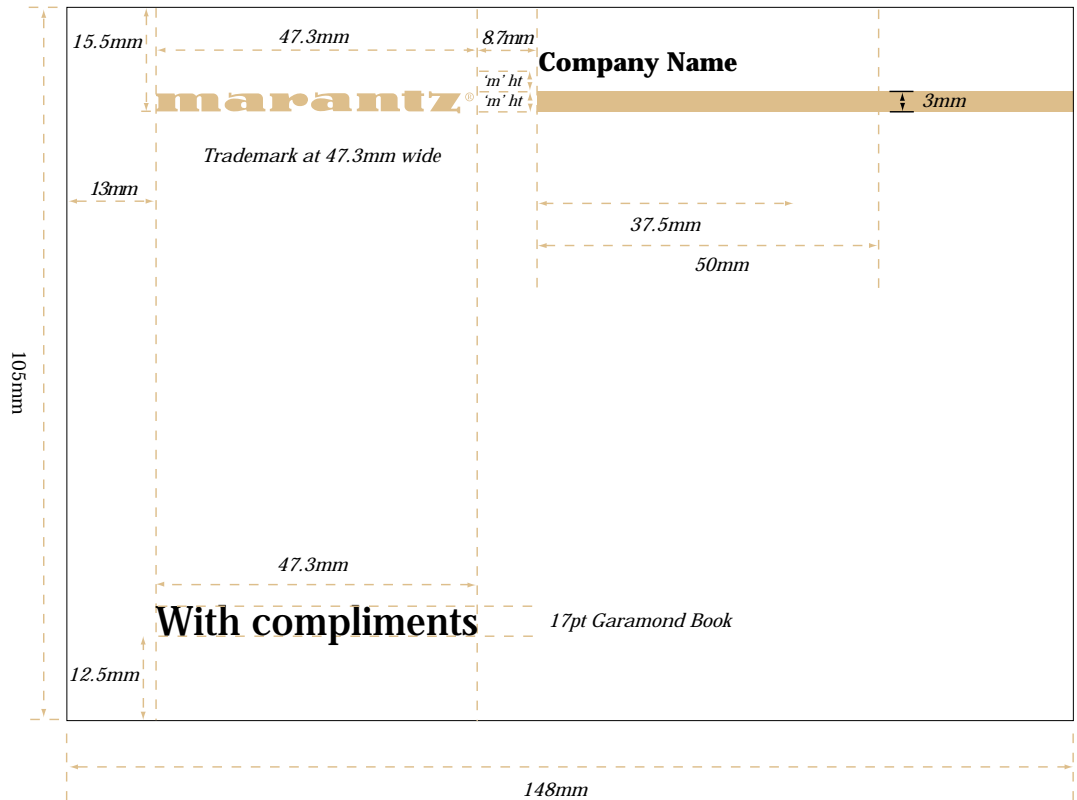 15.5mm
47.3mm
8.7mm
Company Name
‘m’ ht
marantz®
‘m’ ht
3mm
Trademark at 47.3mm wide
13mm
37.5mm
50mm
105mm
47.3mm
With compliments
17pt Garamond Book
12.5mm
148mm